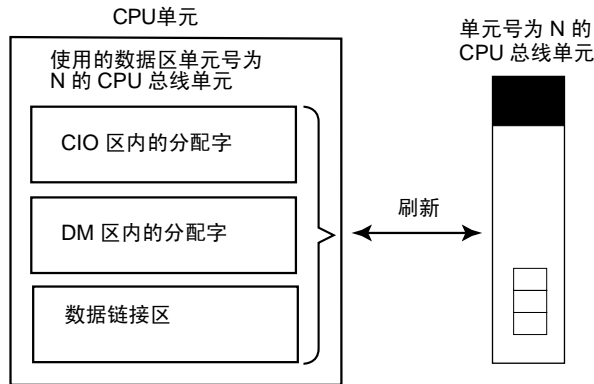 CPU单元
使用的数据区单元号为
N 的 CPU 总线单元
CIO 区内的分配字
DM 区内的分配字
数据链接区
刷新
单元号为 N 的
CPU 总线单元